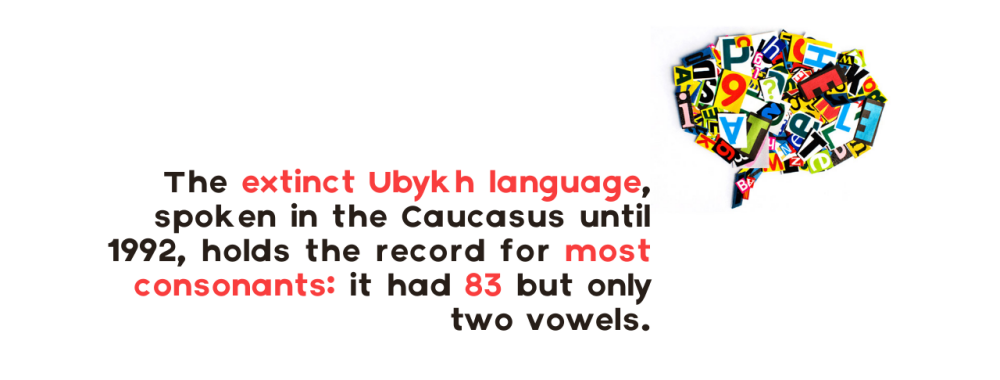 The extinct Ubykh language,
spoken in the Caucasus until
1992, holds the record for most
consonants: it had 83 but only
two vowels.